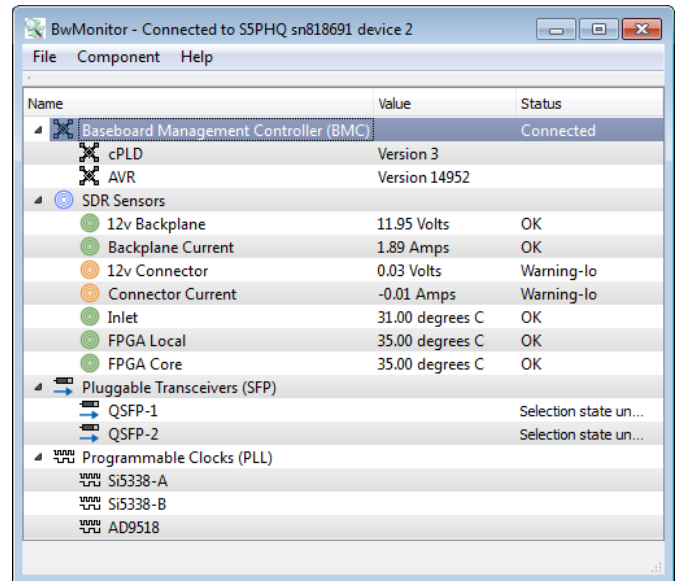 BwMonitor - Connected to S5PHQ sn818691 device 2
File Component Help
Name Value Status
Baseboard Management Controller (BMC) Connected
cPLD Version 3
AVR Version 14952
SDR Sensors
12v Backplane 11.95 Volts OK
Backplane Current 1.89 Amps OK
12v Connector 0.03 Volts Warning-lo
Connector Current -0.01 Amps Warning-lo
Inlet 31.00 degrees C OK
FPGA Local 35.00 degrees C OK
FPGA Core 35.00 degrees C OK
Pluggable Transceivers (SFP)
QSFP-1 Selection state un...
QSFP-2 Selection state un...
Programmable Clocks (PLL)
Si5338-A
Si5338-B
AD9518